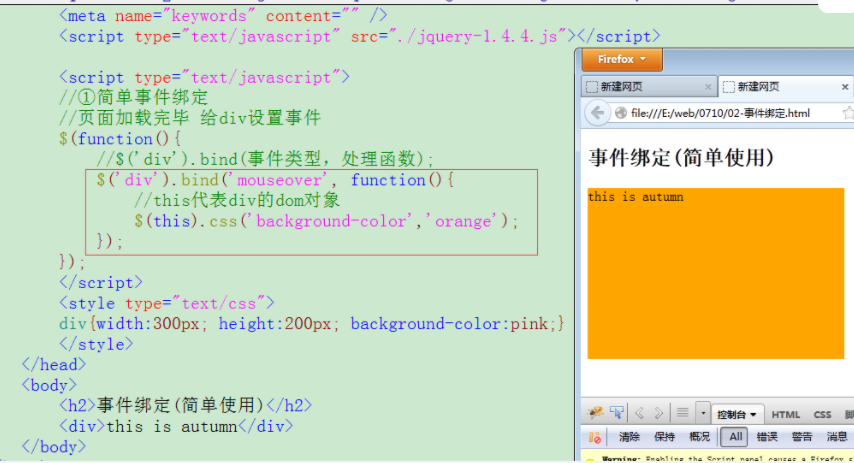 <meta name="keywords" content="" />
<script type="text/javascript" src="./jquery-1.4.4.js"></script>
<script type="text/javascript">
//①简单事件绑定
//页面加载完毕 给div设置事件
$(function(){
//$('div').bind(事件类型，处理函数);
$('div').bind('mouseover', function(){
//this代表div的dom对象
$(this).css('background-color','orange');
});
});
</script>
<style type="text/css">
div{width:300px; height:200px; background-color:pink;}
</style>
</head>
<body>
<h2>事件绑定(简单使用)</h2>
<div>this is autumn</div>
</body>
Firefox
新建网页 × 新建网页 ×
file:///E:/web/0710/02-事件绑定.html
事件绑定(简单使用)
this is autumn
控制台 HTML CSS
清除 保持 概况 All 错误 警告 消息
Warning: Enabling the Script panel causes a Firefox